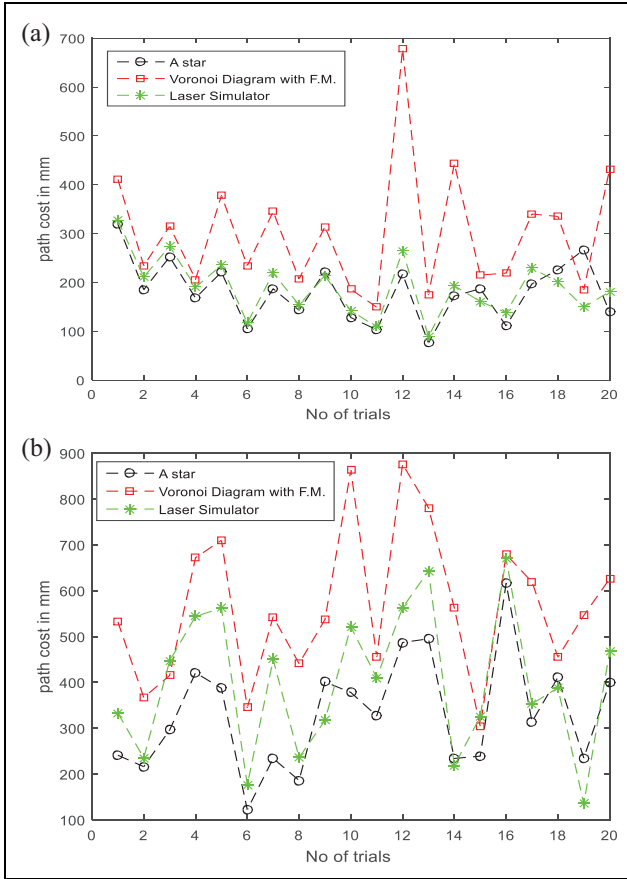 (a)
700
600
500
400
300
200
100
0
path cost in mm
A star
Voronoi Diagram with F.M.
Laser Simulator
0 2 4 6 8 10 12 14 16 18 20
No of trials
(b)
900
800
700
600
500
400
300
200
100
path cost in mm
A star
Voronoi Diagram with F.M.
Laser Simulator
0 2 4 6 8 10 12 14 16 18 20
No of trials